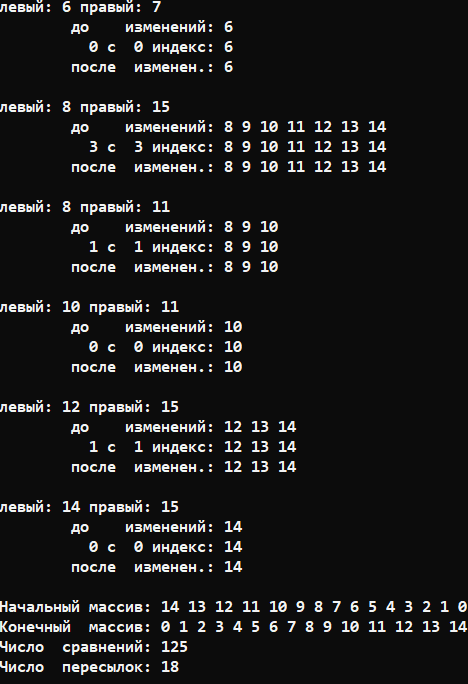 левый: 6 правый: 7
до    изменений: 6
0 с  0 индекс: 6
после  изменен.: 6
левый: 8 правый: 15
до    изменений: 8 9 10 11 12 13 14
3 с  3 индекс: 8 9 10 11 12 13 14
после  изменен.: 8 9 10 11 12 13 14
левый: 8 правый: 11
до    изменений: 8 9 10
1 с  1 индекс: 8 9 10
после  изменен.: 8 9 10
левый: 10 правый: 11
до    изменений: 10
0 с  0 индекс: 10
после  изменен.: 10
левый: 12 правый: 15
до    изменений: 12 13 14
1 с  1 индекс: 12 13 14
после  изменен.: 12 13 14
левый: 14 правый: 15
до    изменений: 14
0 с  0 индекс: 14
после  изменен.: 14
Начальный массив: 14 13 12 11 10 9 8 7 6 5 4 3 2 1 0
Конечный  массив: 0 1 2 3 4 5 6 7 8 9 10 11 12 13 14
Число  сравнений: 125
Число  пересылок: 18